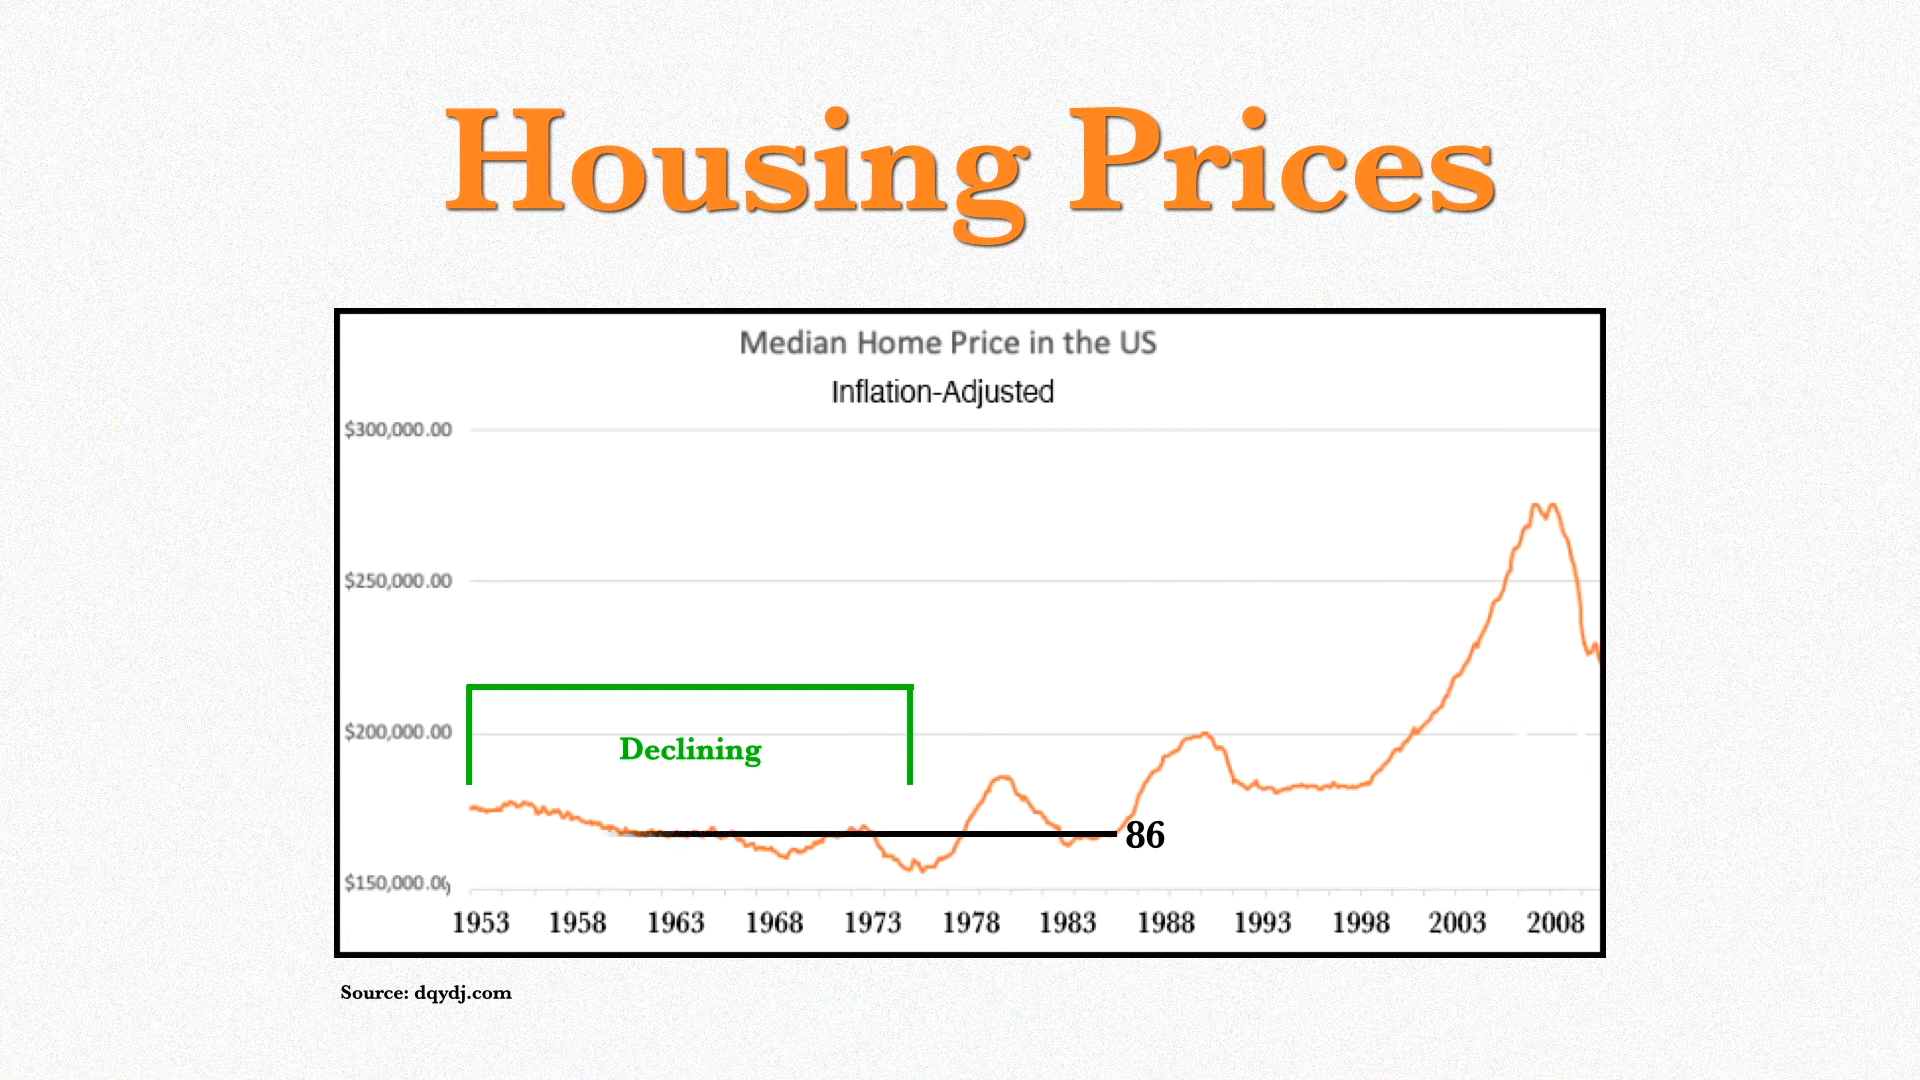 Housing Prices
Median Home Price in the US
Inflation-Adjusted
$300,000.00
$250,000.00
$200,000.00
Declining
86
$150,000.00
1953 1958 1963 1968 1973 1978 1983 1988 1993 1998 2003 2008
Source: dqydj.com